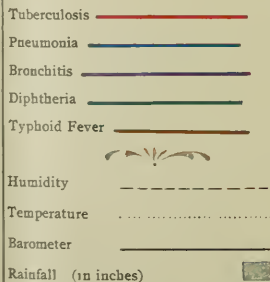 Tuberculosis
Pneumonia
Bronchitis
Diphtheria
Typhoid Fever
Humidity
Temperature
Barometer
Rainfall (in inches)